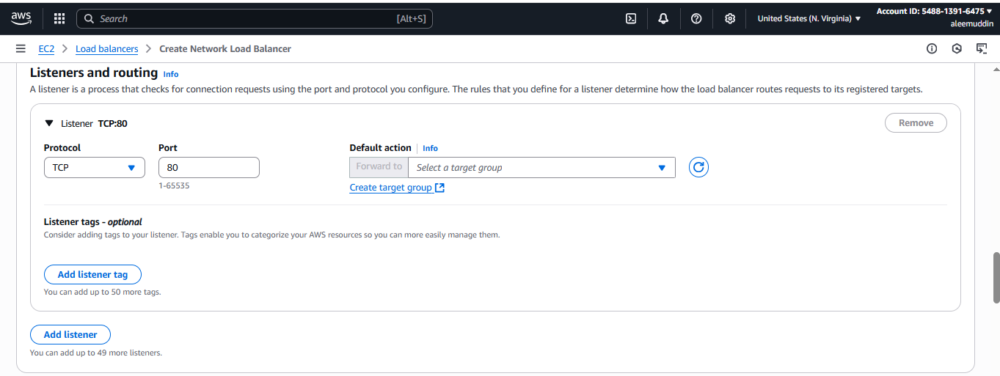 aws
Search [Alt+S]
United States (N. Virginia)
Account ID: 5488-1391-6475
aleemuddin
EC2 > Load balancers > Create Network Load Balancer
Listeners and routing Info
A listener is a process that checks for connection requests using the port and protocol you configure. The rules that you define for a listener determine how the load balancer routes requests to its registered targets.
Listener TCP:80
Remove
Protocol Port Default action Info
TCP 80 Forward to Select a target group
1-65535
Create target group
Listener tags - optional
Consider adding tags to your listener. Tags enable you to categorize your AWS resources so you can more easily manage them.
Add listener tag
You can add up to 50 more tags.
Add listener
You can add up to 49 more listeners.